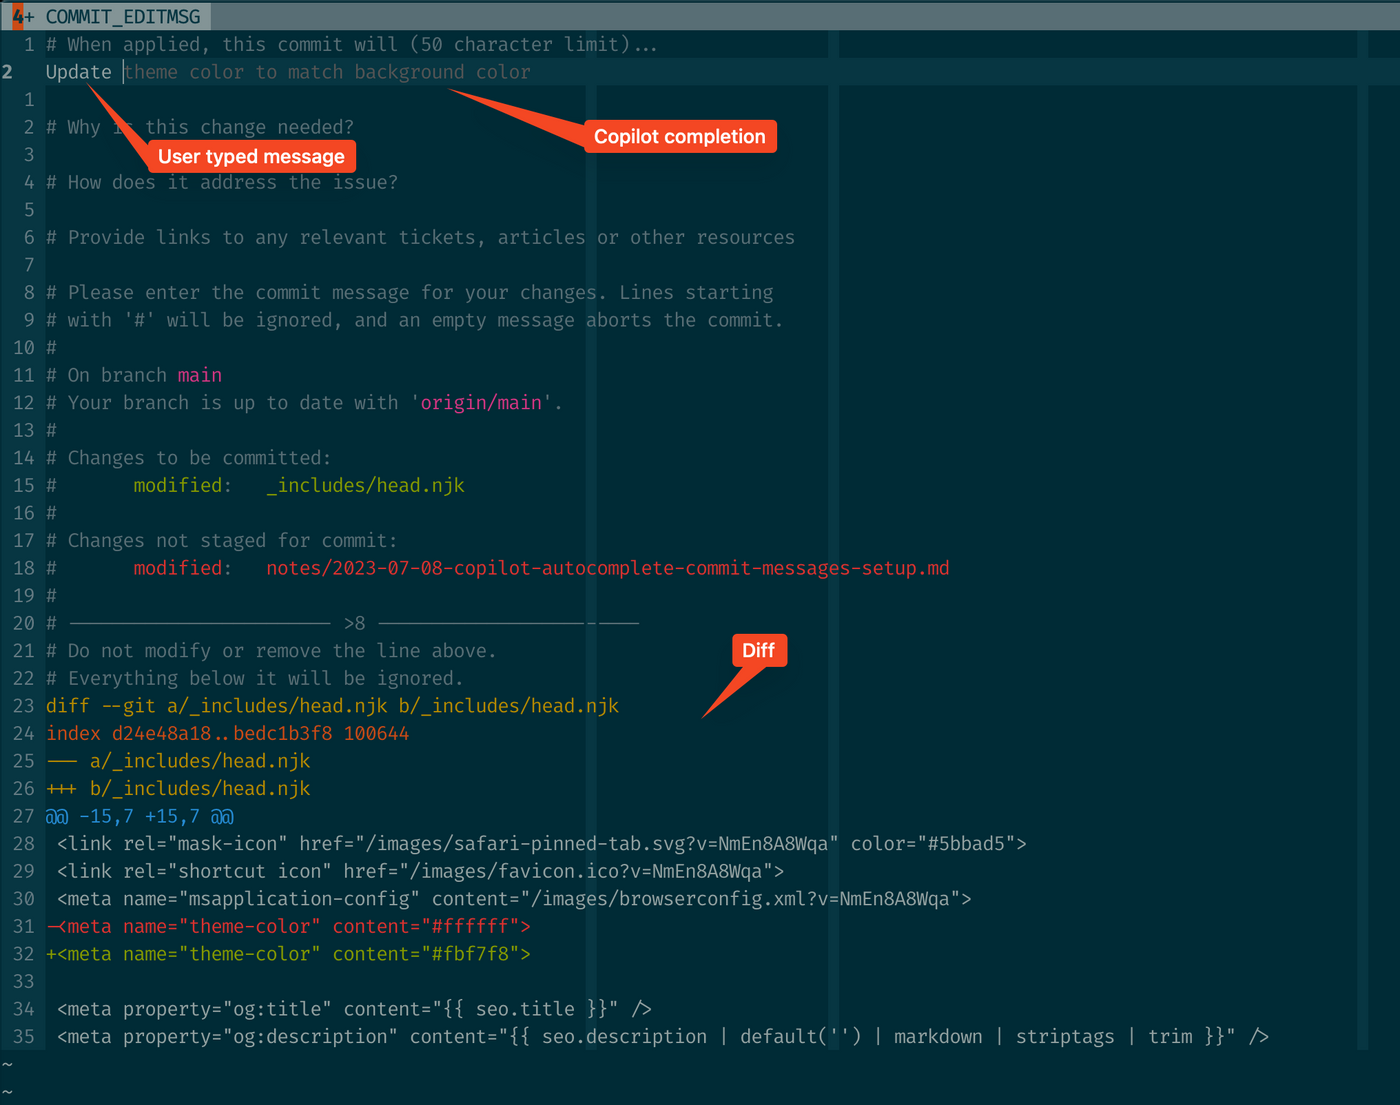 4+ COMMIT_EDITMSG
1 # When applied, this commit will (50 character limit)...
2 Update theme color to match background color
1
Copilot completion
2 # Why is this change needed?
User typed message
3
4 # How does it address the issue?
5
6 # Provide links to any relevant tickets, articles or other resources
7
8 # Please enter the commit message for your changes. Lines starting
9 # with '#' will be ignored, and an empty message aborts the commit.
10 #
11 # On branch main
12 # Your branch is up to date with 'origin/main'.
13 #
14 # Changes to be committed:
15 #       modified:   _includes/head.njk
16 #
17 # Changes not staged for commit:
18 #       modified:   notes/2023-07-08-copilot-autocomplete-commit-messages-setup.md
19 #
20 # ------------------------ >8 ------------------------
21 # Do not modify or remove the line above.
Diff
22 # Everything below it will be ignored.
23 diff --git a/_includes/head.njk b/_includes/head.njk
24 index d24e48a18..bedc1b3f8 100644
25 --- a/_includes/head.njk
26 +++ b/_includes/head.njk
27 @@ -15,7 +15,7 @@
28  <link rel="mask-icon" href="/images/safari-pinned-tab.svg?v=NmEn8A8Wqa" color="#5bbad5">
29  <link rel="shortcut icon" href="/images/favicon.ico?v=NmEn8A8Wqa">
30  <meta name="msapplication-config" content="/images/browserconfig.xml?v=NmEn8A8Wqa">
31 -<meta name="theme-color" content="#ffffff">
32 +<meta name="theme-color" content="#fbf7f8">
33
34  <meta property="og:title" content="{{ seo.title }}" />
35  <meta property="og:description" content="{{ seo.description | default('') | markdown | striptags | trim }}" />
~
~